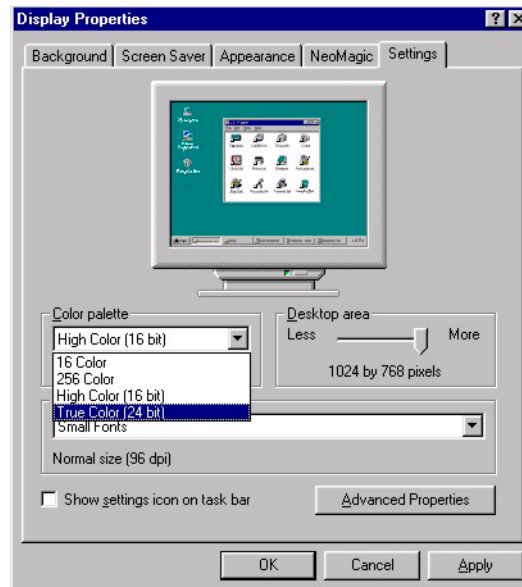 Display Properties
Background Screen Saver Appearance NeoMagic Settings
Color palette
High Color (16 bit)
16 Color
256 Color
High Color (16 bit)
True Color (24 bit)
Desktop area
Less More
1024 by 768 pixels
Small Fonts
Normal size (96 dpi)
Show settings icon on task bar
Advanced Properties
OK Cancel Apply